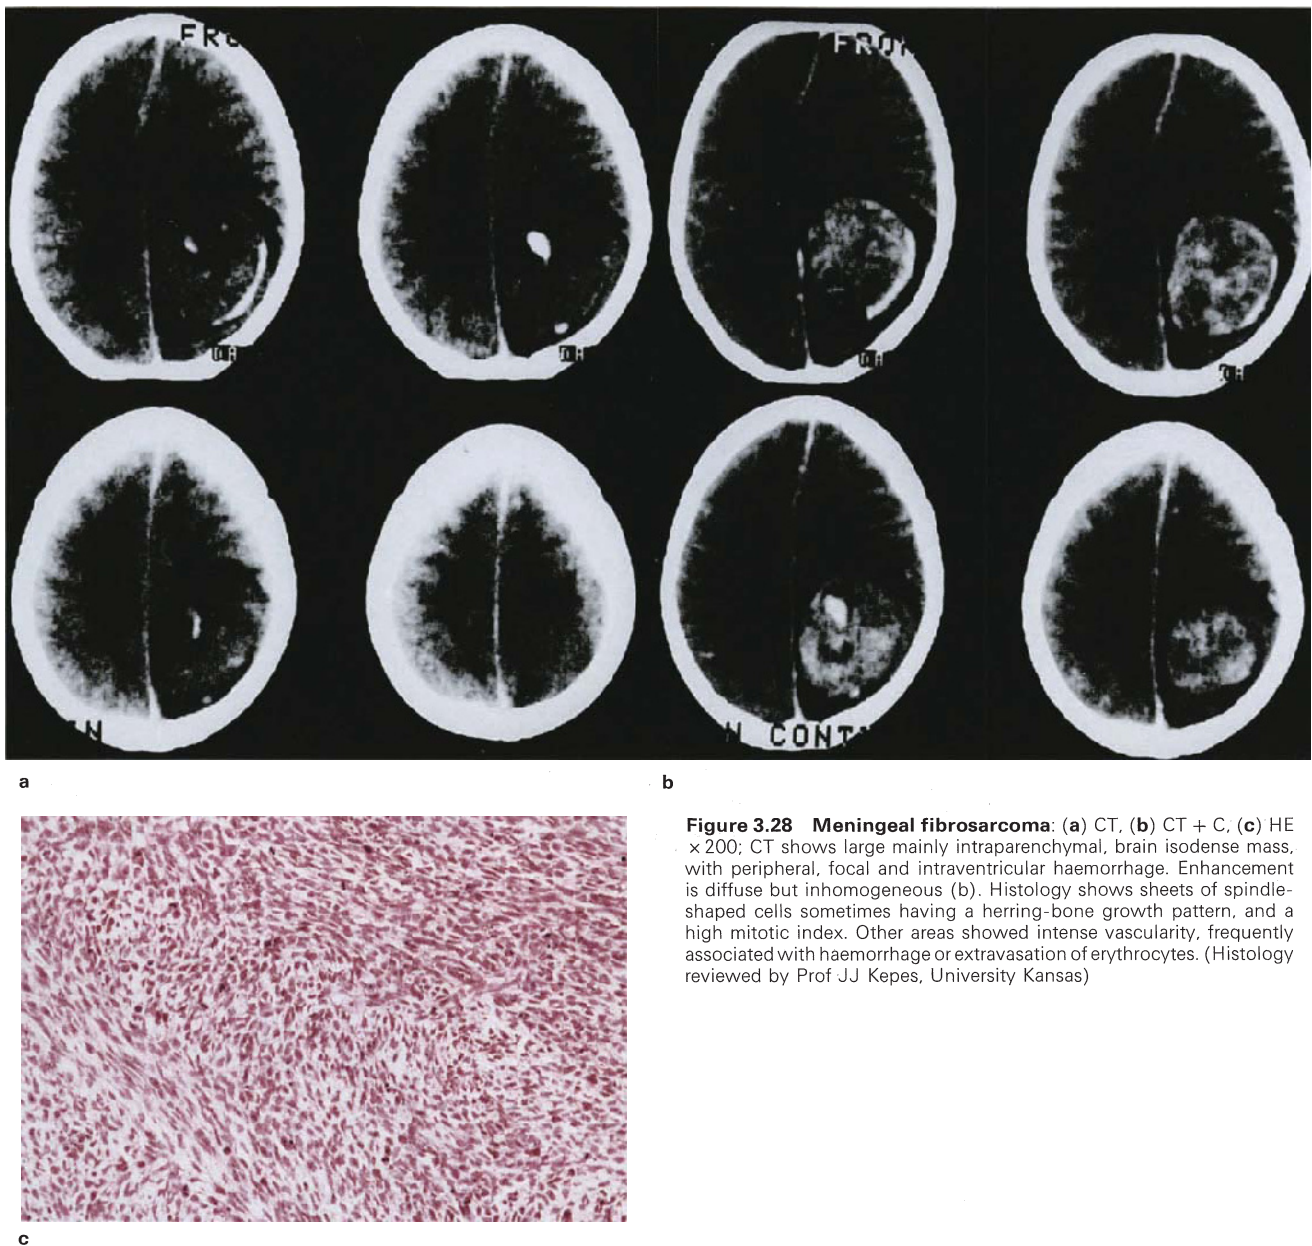 FRO
FRON
N CONT
a
b
Figure 3.28 Meningeal fibrosarcoma: (a) CT, (b) CT + C, (c) HE
× 200; CT shows large mainly intraparenchymal, brain isodense mass,
with peripheral, focal and intraventricular haemorrhage. Enhancement
is diffuse but inhomogeneous (b). Histology shows sheets of spindle-
shaped cells sometimes having a herring-bone growth pattern, and a
high mitotic index. Other areas showed intense vascularity, frequently
associated with haemorrhage or extravasation of erythrocytes. (Histology
reviewed by Prof JJ Kepes, University Kansas)
c